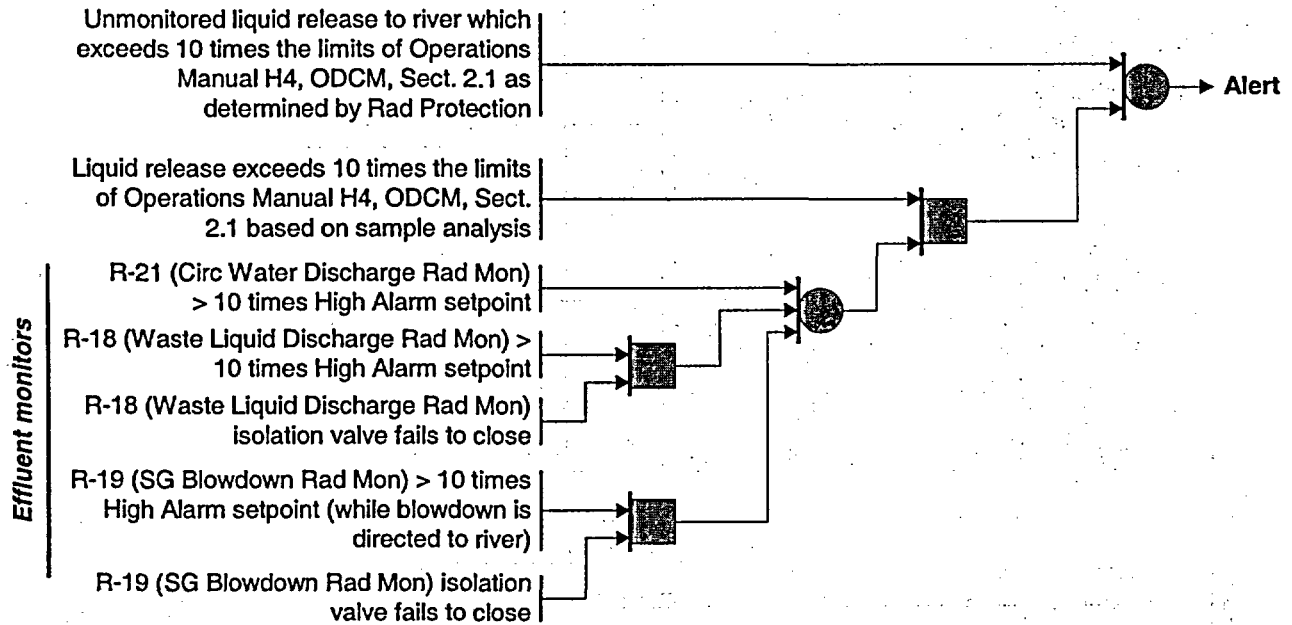 Unmonitored liquid release to river which
exceeds 10 times the limits of Operations
Manual H4, ODCM, Sect. 2.1 as
determined by Rad Protection
Alert
Liquid release exceeds 10 times the limits
of Operations Manual H4, ODCM, Sect.
2.1 based on sample analysis
Effluent monitors
R-21 (Circ Water Discharge Rad Mon)
> 10 times High Alarm setpoint
R-18 (Waste Liquid Discharge Rad Mon) >
10 times High Alarm setpoint
R-18 (Waste Liquid Discharge Rad Mon)
isolation valve fails to close
R-19 (SG Blowdown Rad Mon) > 10 times
High Alarm setpoint (while blowdown is
directed to river)
R-19 (SG Blowdown Rad Mon) isolation
valve fails to close